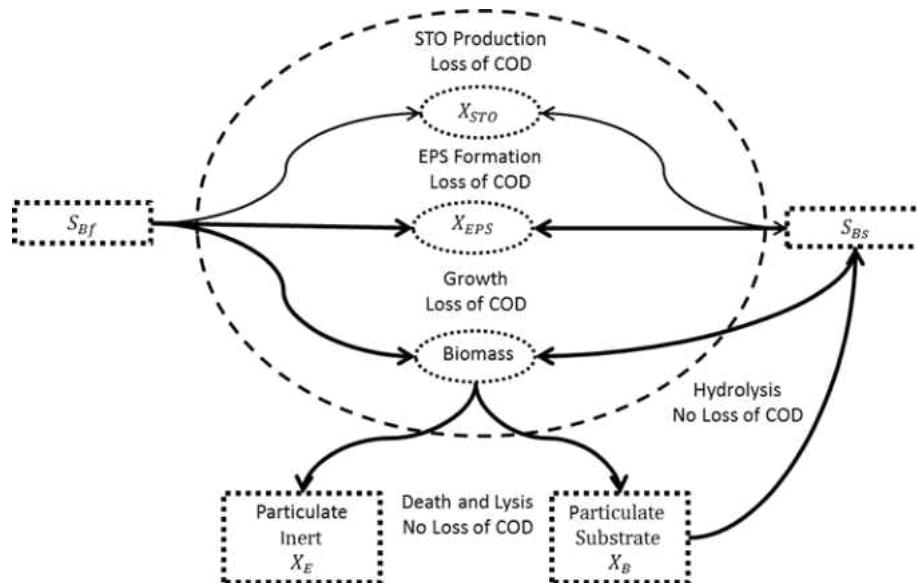 STO Production
Loss of COD
X_STO
EPS Formation
Loss of COD
S_Bf
X_EPS
S_Bs
Growth
Loss of COD
Biomass
Hydrolysis
No Loss of COD
Particulate
Inert
X_E
Death and Lysis
No Loss of COD
Particulate
Substrate
X_B